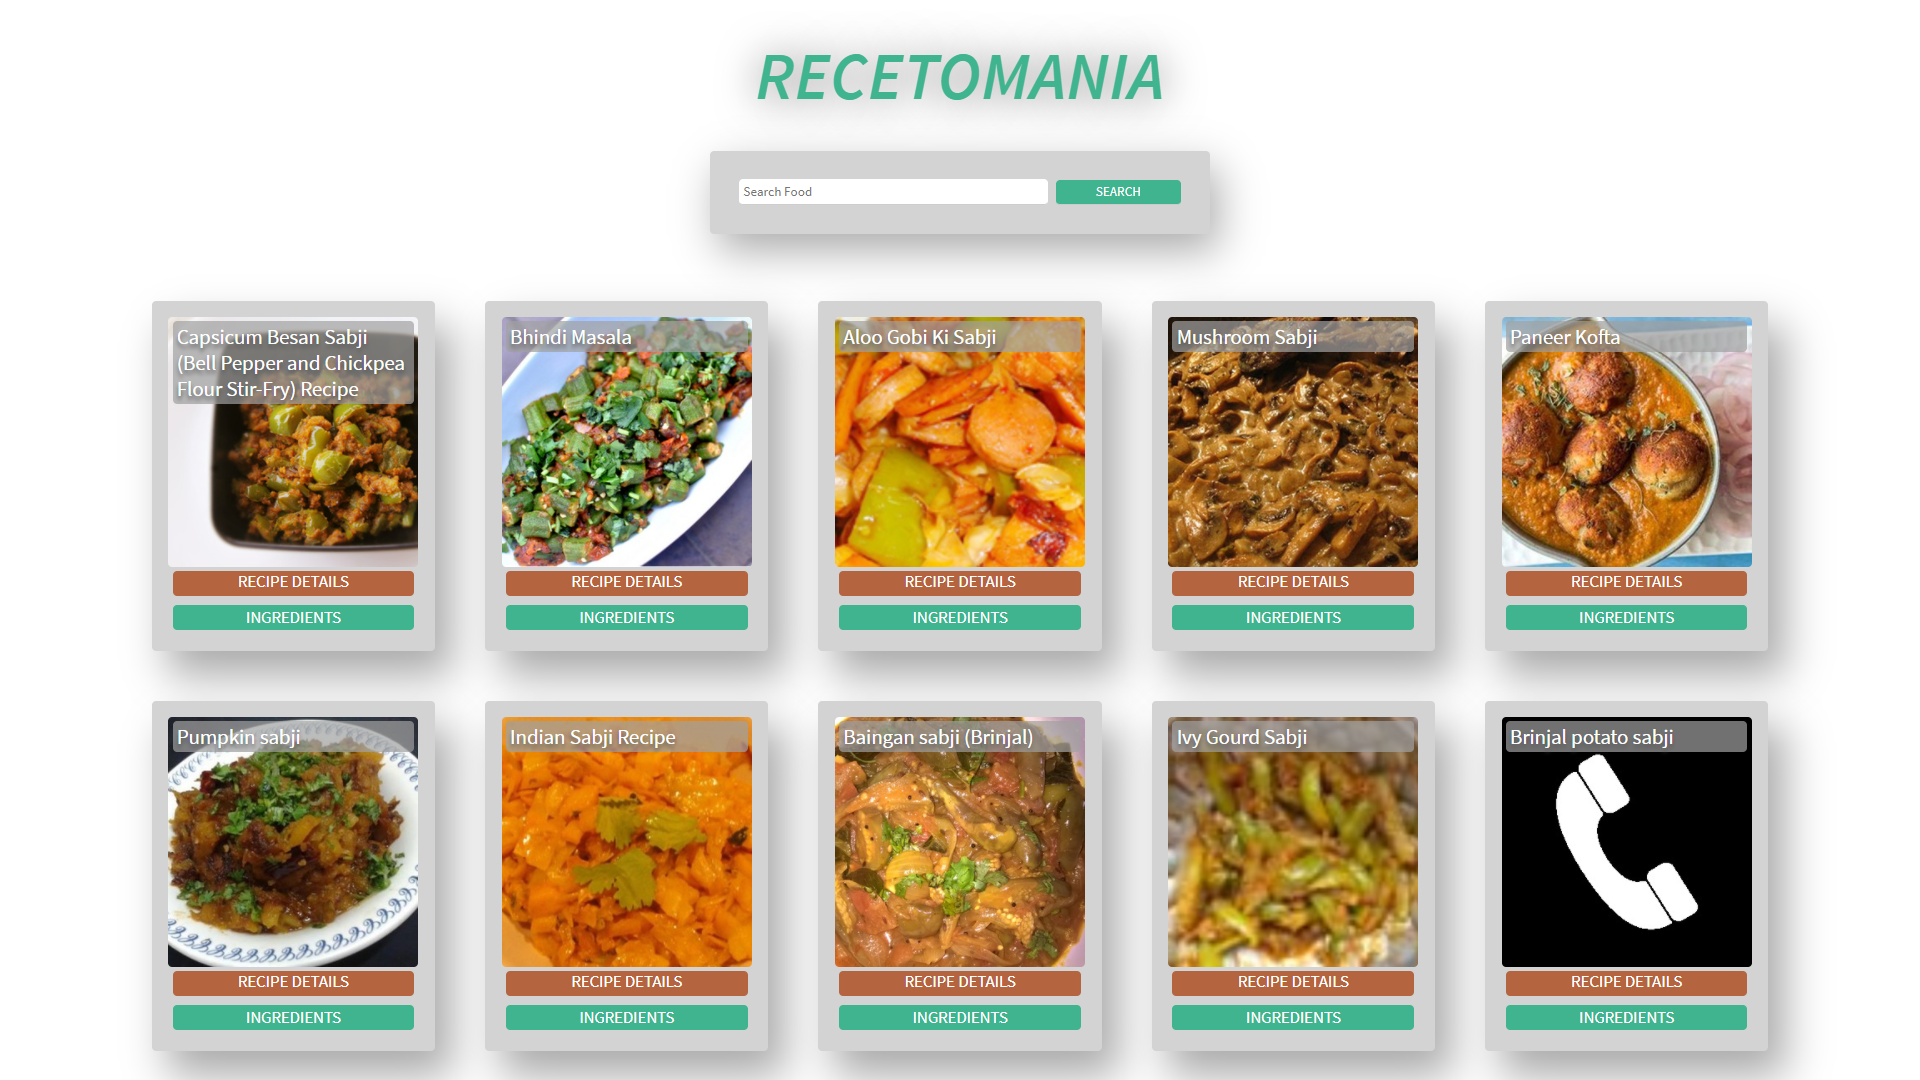 RECETOMANIA
Search Food
SEARCH
Capsicum Besan Sabji
(Bell Pepper and Chickpea
Flour Stir-Fry) Recipe
RECIPE DETAILS
INGREDIENTS
Bhindi Masala
RECIPE DETAILS
INGREDIENTS
Aloo Gobi Ki Sabji
RECIPE DETAILS
INGREDIENTS
Mushroom Sabji
RECIPE DETAILS
INGREDIENTS
Paneer Kofta
RECIPE DETAILS
INGREDIENTS
Pumpkin sabji
RECIPE DETAILS
INGREDIENTS
Indian Sabji Recipe
RECIPE DETAILS
INGREDIENTS
Baingan sabji (Brinjal)
RECIPE DETAILS
INGREDIENTS
Ivy Gourd Sabji
RECIPE DETAILS
INGREDIENTS
Brinjal potato sabji
RECIPE DETAILS
INGREDIENTS